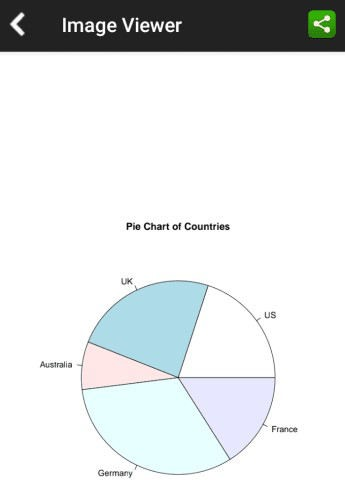 Image Viewer
Pie Chart of Countries
UK
US
Australia
France
Germany